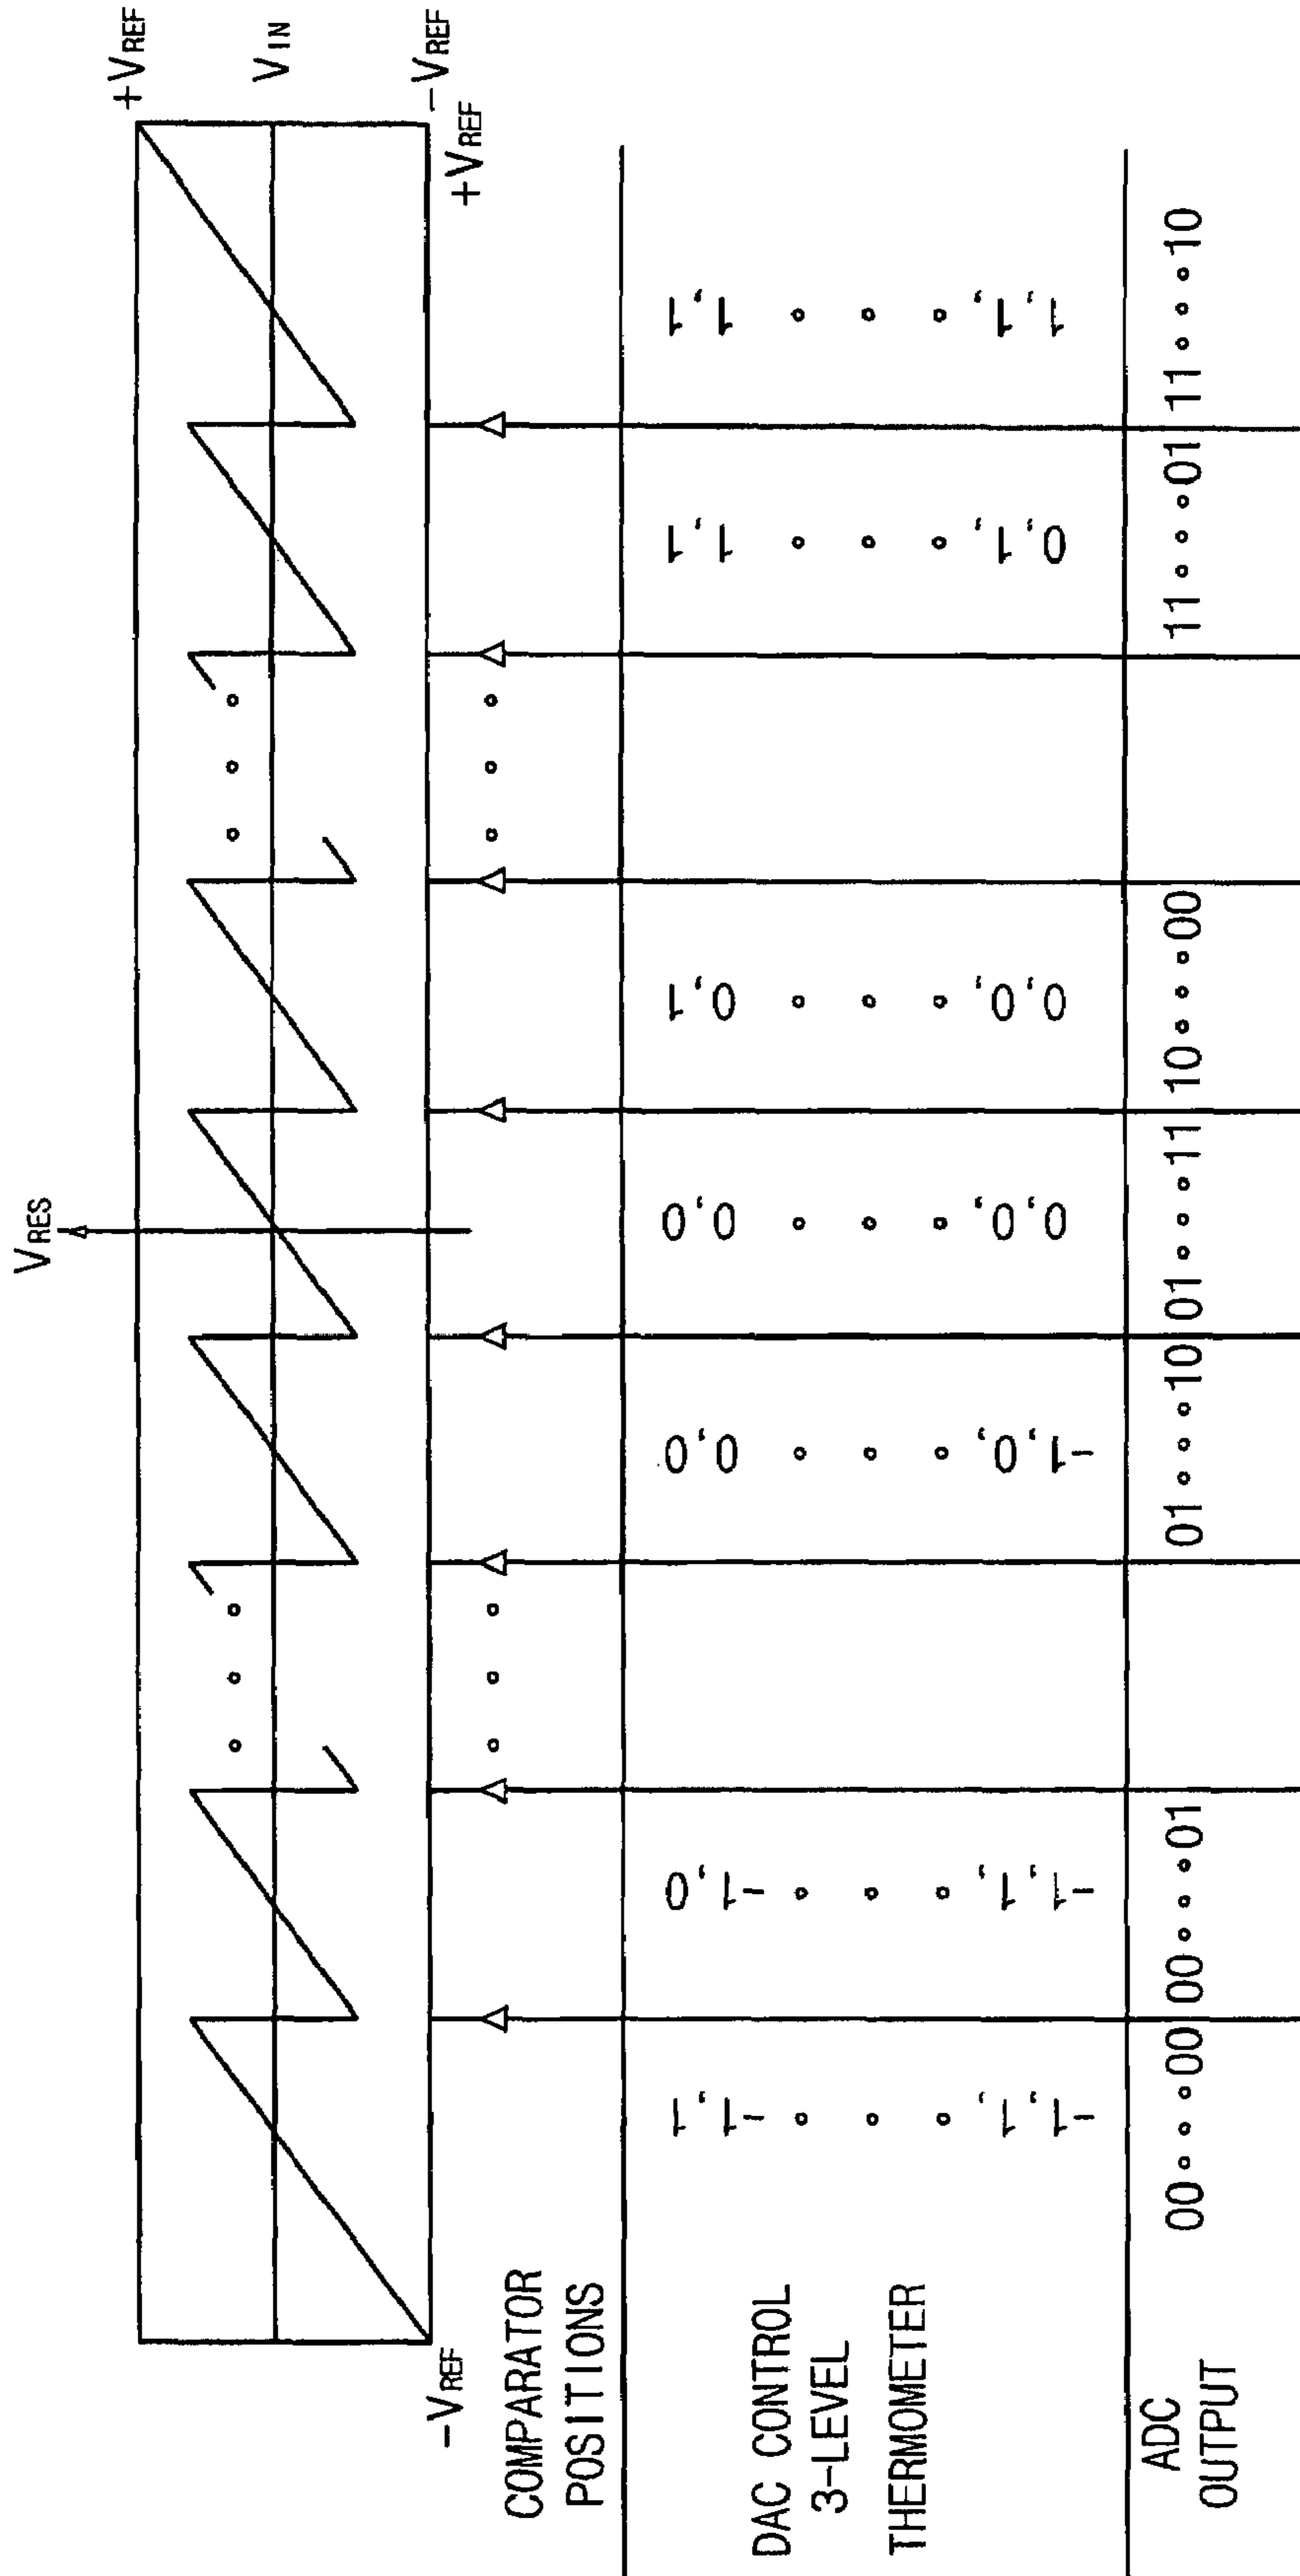 VRES
+VREF
VIN
-VREF
-VREF
+VREF
COMPARATOR
POSITIONS
DAC CONTROL
3-LEVEL
THERMOMETER
-1,1, ∘ ∘ ∘ -1,1
-1,1, ∘ ∘ ∘ -1,0
-1,0, ∘ ∘ ∘ 0,0
0,0, ∘ ∘ ∘ 0,0
0,0, ∘ ∘ ∘ 0,1
0,1, ∘ ∘ ∘ 1,1
1,1, ∘ ∘ ∘ 1,1
ADC
OUTPUT
00∘∘∘00 00∘∘∘01 01∘∘∘10 01∘∘∘11 10∘∘∘00 11∘∘∘01 11∘∘∘10